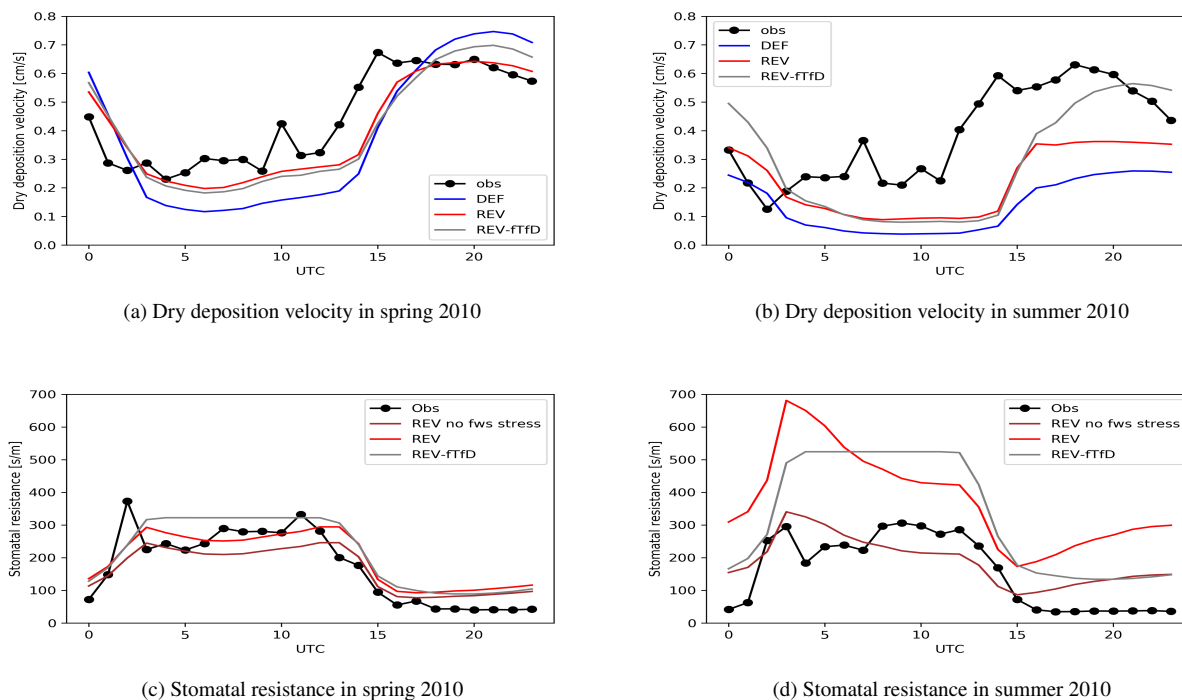 0.8
0.7
0.6
0.5
0.4
0.3
0.2
0.1
0.0
Dry deposition velocity [cm/s]
obs
DEF
REV
REV-fTfD
0 5 10 15 20
UTC
(a) Dry deposition velocity in spring 2010
0.8
0.7
0.6
0.5
0.4
0.3
0.2
0.1
0.0
Dry deposition velocity [cm/s]
obs
DEF
REV
REV-fTfD
0 5 10 15 20
UTC
(b) Dry deposition velocity in summer 2010
700
600
500
400
300
200
100
0
Stomatal resistance [s/m]
Obs
REV no fws stress
REV
REV-fTfD
0 5 10 15 20
UTC
(c) Stomatal resistance in spring 2010
700
600
500
400
300
200
100
0
Stomatal resistance [s/m]
Obs
REV no fws stress
REV
REV-fTfD
0 5 10 15 20
UTC
(d) Stomatal resistance in summer 2010